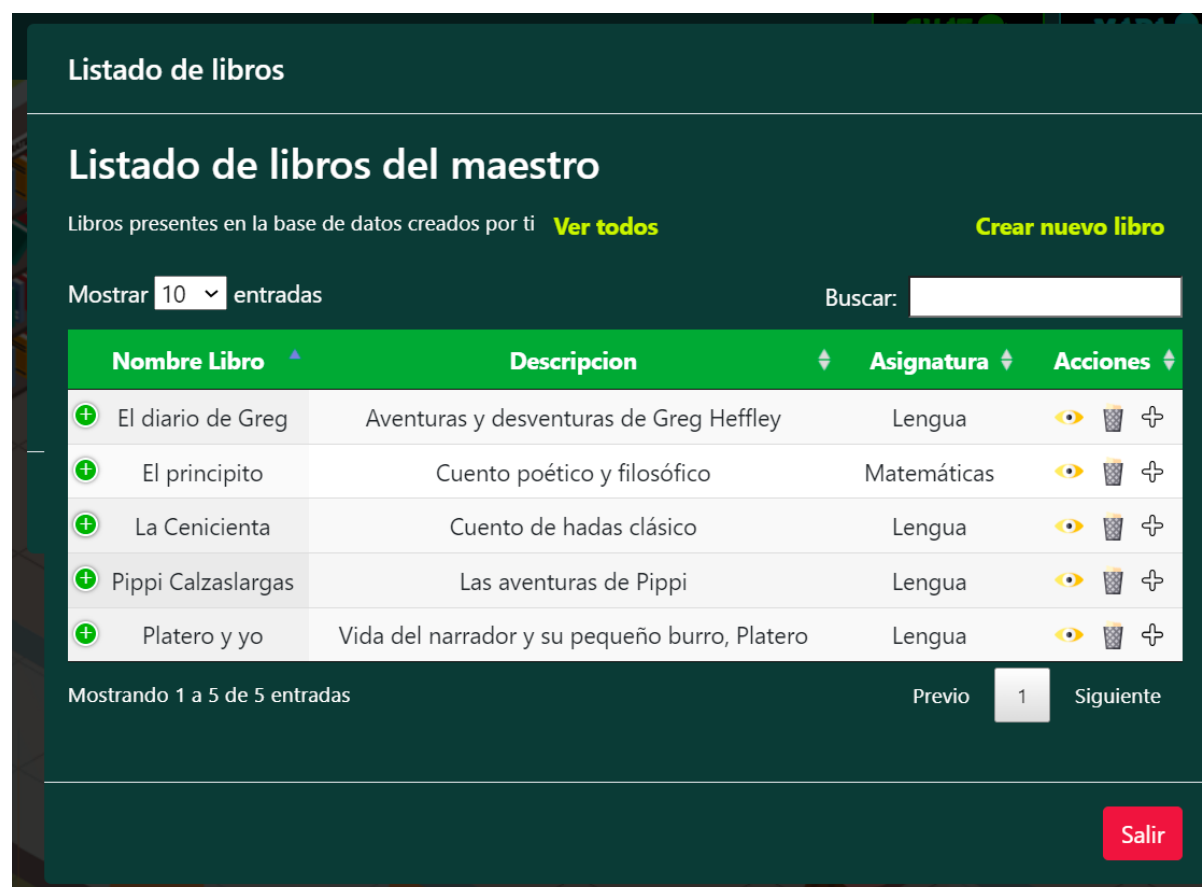 Listado de libros
Listado de libros del maestro
Libros presentes en la base de datos creados por ti Ver todos Crear nuevo libro
Mostrar 10 entradas Buscar:
Nombre Libro Descripcion Asignatura Acciones
El diario de Greg Aventuras y desventuras de Greg Heffley Lengua
El principito Cuento poético y filosófico Matemáticas
La Cenicienta Cuento de hadas clásico Lengua
Pippi Calzaslargas Las aventuras de Pippi Lengua
Platero y yo Vida del narrador y su pequeño burro, Platero Lengua
Mostrando 1 a 5 de 5 entradas Previo 1 Siguiente
Salir